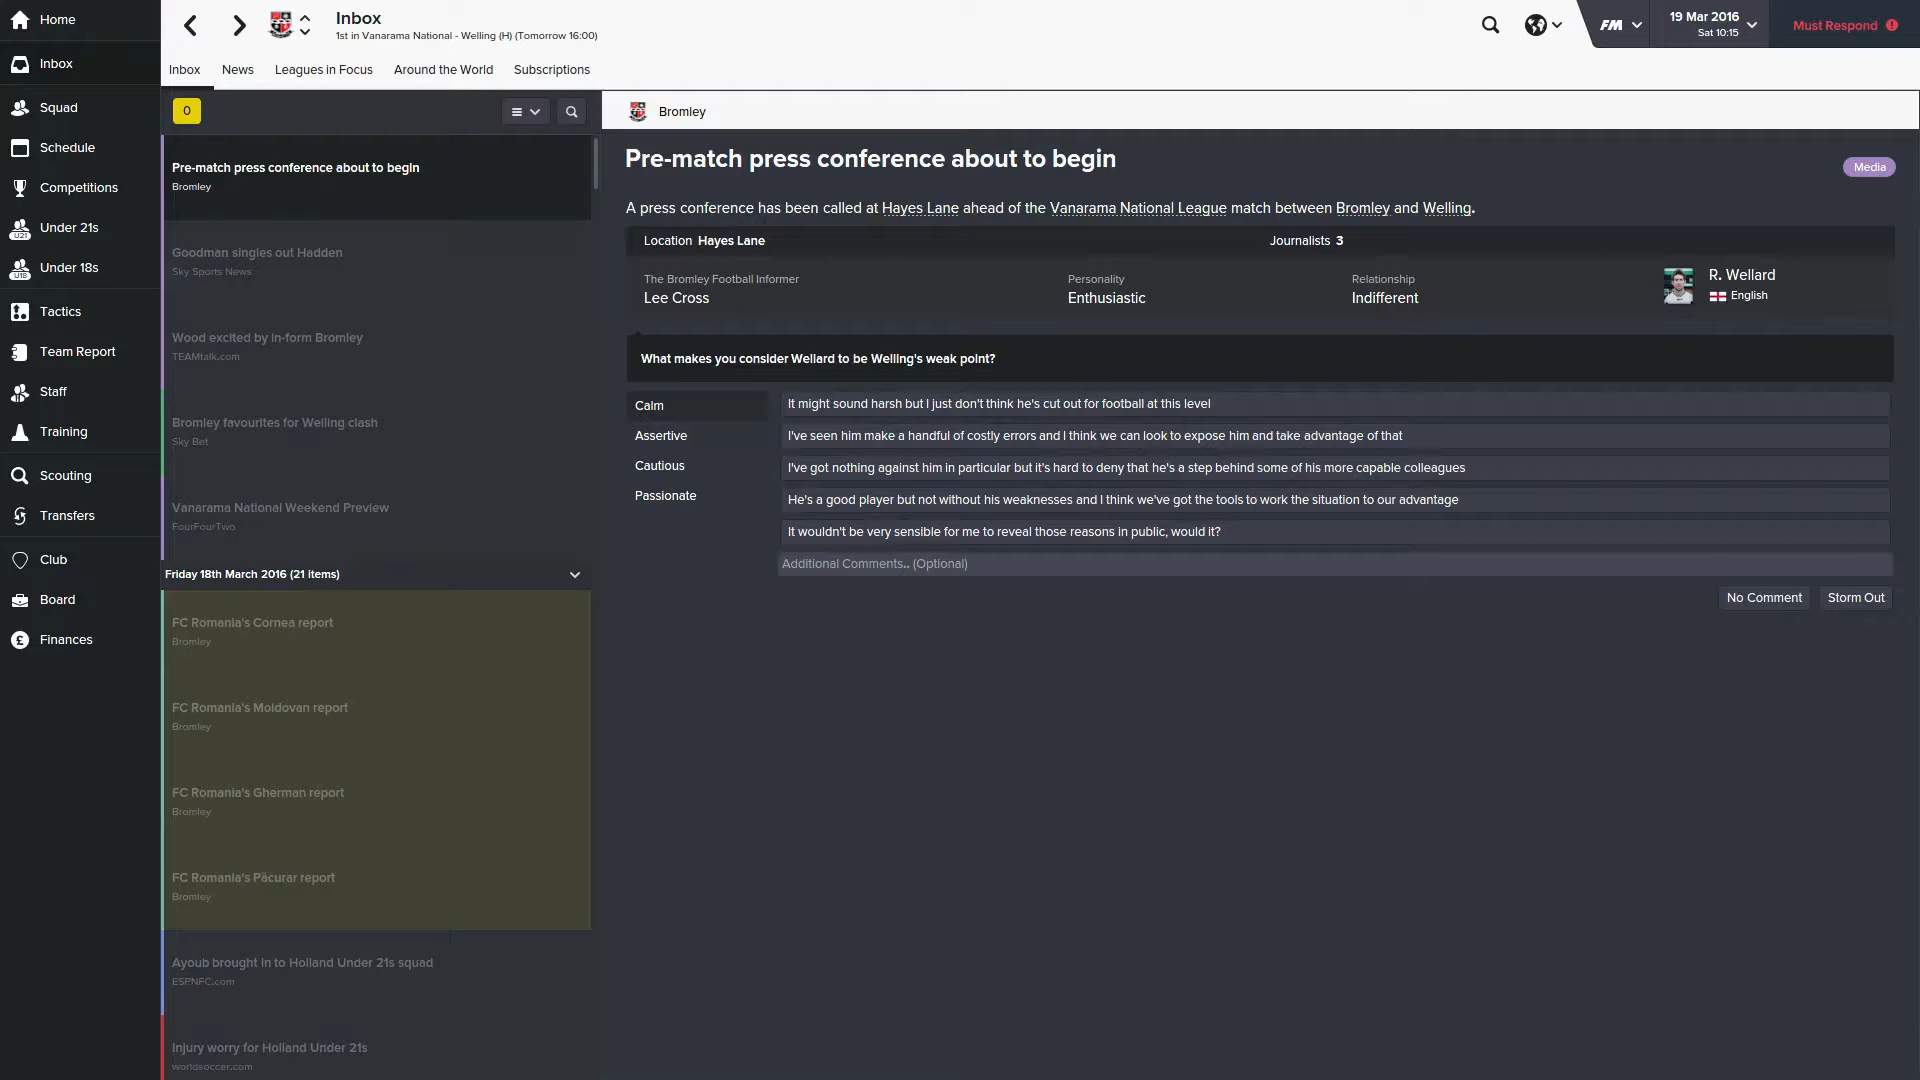 Home
Inbox
Squad
Schedule
Competitions
U21
Under 21s
U18
Under 18s
Tactics
Team Report
Staff
Training
Scouting
Transfers
Club
Board
£
Finances
Inbox
1st in Vanarama National - Welling (H) (Tomorrow 16:00)
FM
19 Mar 2016
Sat 10:15
Must Respond
Inbox
News
Leagues in Focus
Around the World
Subscriptions
0
Pre-match press conference about to begin
Bromley
Goodman singles out Hadden
Sky Sports News
Wood excited by in-form Bromley
TEAMtalk.com
Bromley favourites for Welling clash
Sky Bet
Vanarama National Weekend Preview
FourFourTwo
Friday 18th March 2016 (21 items)
FC Romania's Cornea report
Bromley
FC Romania's Moldovan report
Bromley
FC Romania's Gherman report
Bromley
FC Romania's Păcurar report
Bromley
Ayoub brought in to Holland Under 21s squad
ESPNFC.com
Injury worry for Holland Under 21s
worldsoccer.com
Bromley
Pre-match press conference about to begin
Media
A press conference has been called at Hayes Lane ahead of the Vanarama National League match between Bromley and Welling.
Location Hayes Lane
Journalists 3
The Bromley Football Informer
Lee Cross
Personality
Enthusiastic
Relationship
Indifferent
R. Wellard
English
What makes you consider Wellard to be Welling's weak point?
Calm
Assertive
Cautious
Passionate
It might sound harsh but I just don't think he's cut out for football at this level
I've seen him make a handful of costly errors and I think we can look to expose him and take advantage of that
I've got nothing against him in particular but it's hard to deny that he's a step behind some of his more capable colleagues
He's a good player but not without his weaknesses and I think we've got the tools to work the situation to our advantage
It wouldn't be very sensible for me to reveal those reasons in public, would it?
Additional Comments.. (Optional)
No Comment
Storm Out